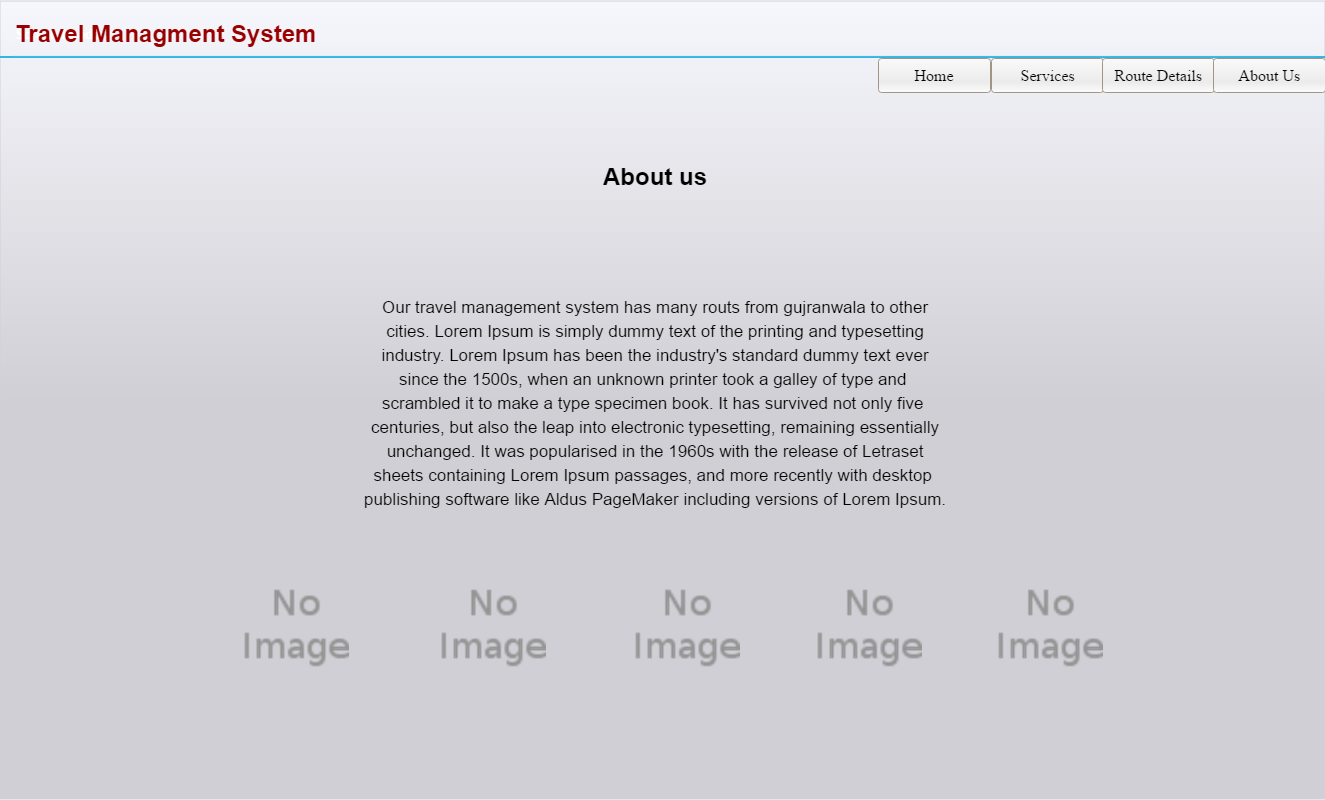 Travel Managment System
Home Services Route Details About Us
About us
Our travel management system has many routs from gujranwala to other
cities. Lorem Ipsum is simply dummy text of the printing and typesetting
industry. Lorem Ipsum has been the industry's standard dummy text ever
since the 1500s, when an unknown printer took a galley of type and
scrambled it to make a type specimen book. It has survived not only five
centuries, but also the leap into electronic typesetting, remaining essentially
unchanged. It was popularised in the 1960s with the release of Letraset
sheets containing Lorem Ipsum passages, and more recently with desktop
publishing software like Aldus PageMaker including versions of Lorem Ipsum.
No No No No No
Image Image Image Image Image